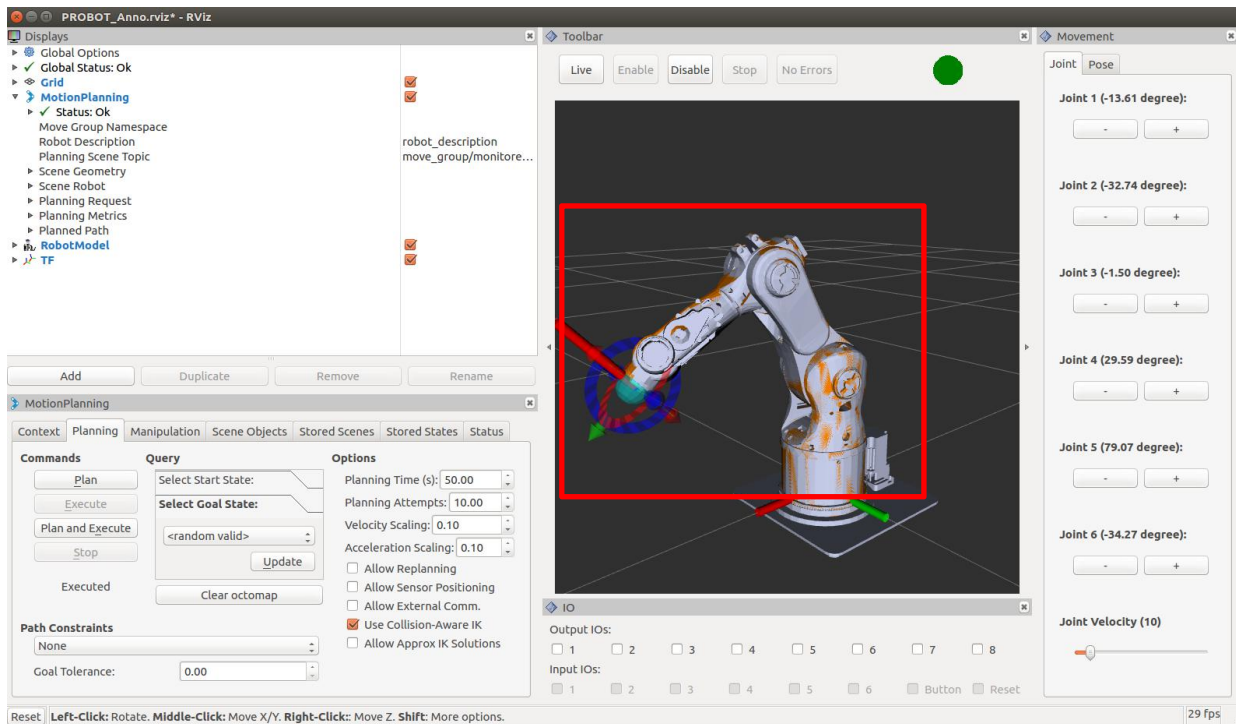 PROBOT_Anno.rviz* - RViz
Displays
Global Options
Global Status: Ok
Grid
MotionPlanning
Status: Ok
Move Group Namespace
Robot Description robot_description
Planning Scene Topic move_group/monitore...
Scene Geometry
Scene Robot
Planning Request
Planning Metrics
Planned Path
RobotModel
TF
Add Duplicate Remove Rename
MotionPlanning
Context Planning Manipulation Scene Objects Stored Scenes Stored States Status
Commands Query Options
Plan Select Start State: Planning Time (s): 50.00
Execute Select Goal State: Planning Attempts: 10.00
Plan and Execute <random valid> Velocity Scaling: 0.10
Stop Update Acceleration Scaling: 0.10
Executed Clear octomap Allow Replanning
Allow Sensor Positioning
Allow External Comm.
Path Constraints Use Collision-Aware IK
None Allow Approx IK Solutions
Goal Tolerance: 0.00
Toolbar
Live Enable Disable Stop No Errors
IO
Output IOs:
1 2 3 4 5 6 7 8
Input IOs:
1 2 3 4 5 6 Button Reset
Movement
Joint Pose
Joint 1 (-13.61 degree):
- +
Joint 2 (-32.74 degree):
- +
Joint 3 (-1.50 degree):
- +
Joint 4 (29.59 degree):
- +
Joint 5 (79.07 degree):
- +
Joint 6 (-34.27 degree):
- +
Joint Velocity (10)
Reset Left-Click: Rotate. Middle-Click: Move X/Y. Right-Click:: Move Z. Shift: More options. 29 fps